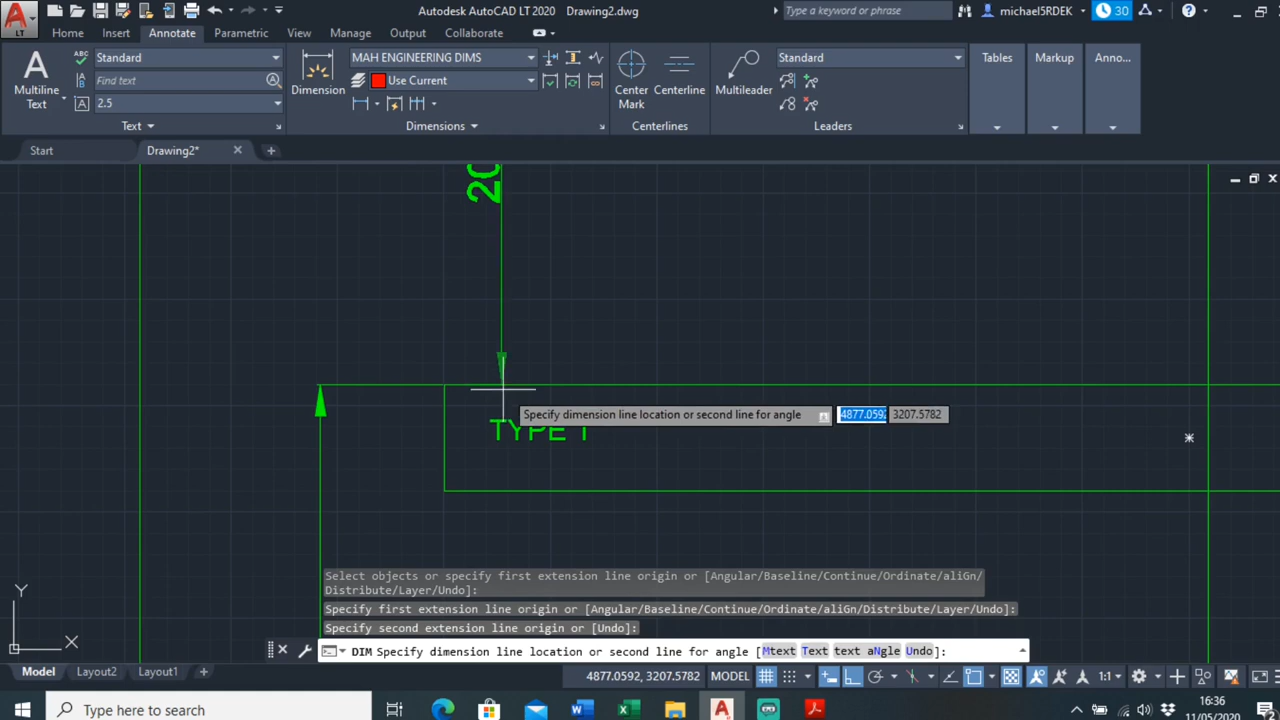 Autodesk AutoCAD LT 2020 Drawing2.dwg
Type a keyword or phrase
michael5RDEK
30
LT
Home Insert Annotate Parametric View Manage Output Collaborate
A Multiline Text
ABC Standard
Find text
2.5
Text
Dimension
MAH ENGINEERING DIMS
Use Current
Dimensions
Center Mark
Centerline
Centerlines
Multileader
Standard
Leaders
Tables
Markup
Anno...
Start Drawing2*
20
Specify dimension line location or second line for angle 4877.0592 3207.5782
TYPE 1
Select objects or specify first extension line origin or [Angular/Baseline/Continue/Ordinate/aliGn/
Distribute/Layer/Undo]:
Specify first extension line origin or [Angular/Baseline/Continue/Ordinate/aliGn/Distribute/Layer/Undo]:
Specify second extension line origin or [Undo]:
DIM Specify dimension line location or second line for angle [Mtext Text text aNgle Undo]:
Y
X
Model Layout2 Layout1
4877.0592, 3207.5782 MODEL
1:1
Type here to search
16:36
11/05/2020